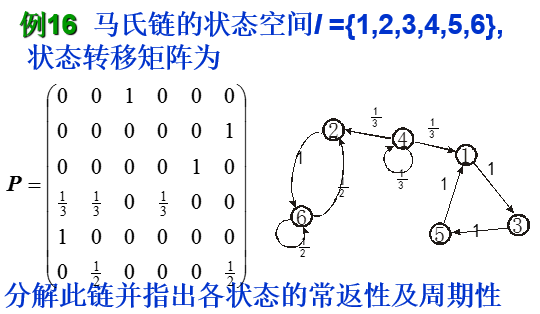 例16 马氏链的状态空间I ={1,2,3,4,5,6},
状态转移矩阵为
P =
0 0 1 0 0 0
0 0 0 0 0 1
0 0 0 0 1 0
1/3 1/3 0 1/3 0 0
1 0 0 0 0 0
0 1/2 0 0 0 1/2
1/3
2 4 1/3
1
1 1/2 1/3 1 1
6 5 1 3
1/2
分解此链并指出各状态的常返性及周期性